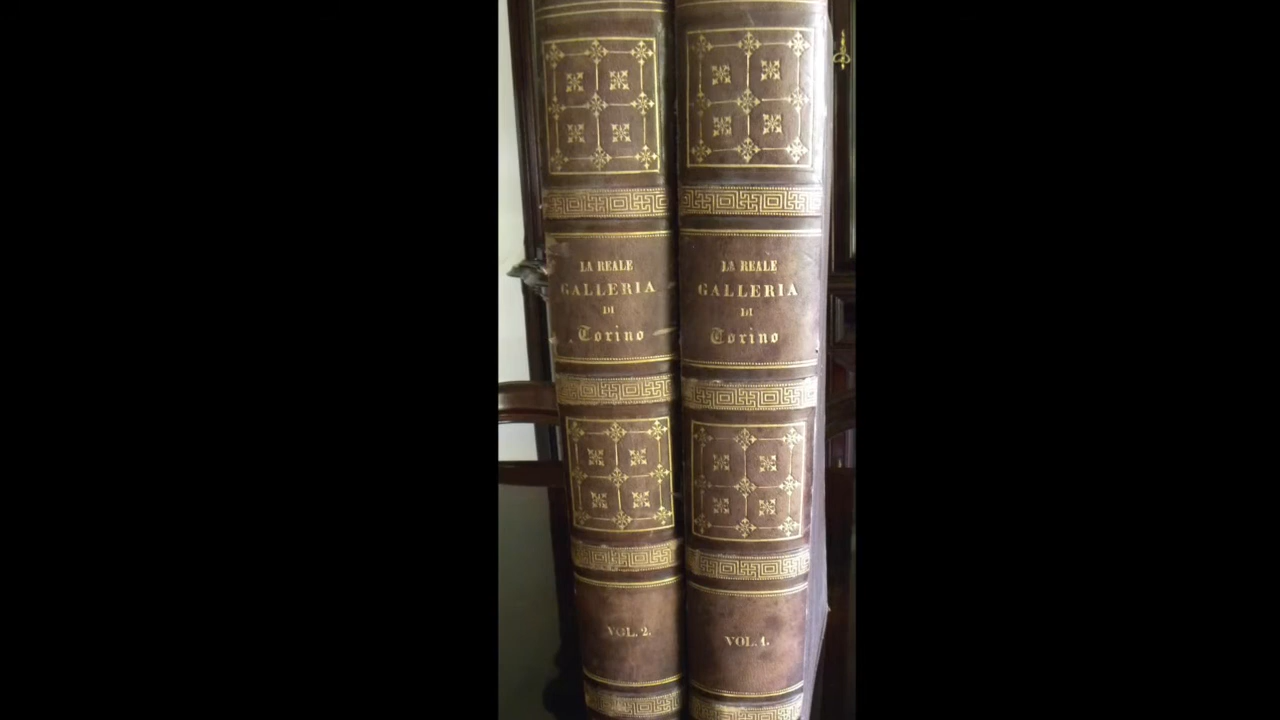 LA REALE
GALLERIA
DI
Torino
VOL. 2.
LA REALE
GALLERIA
DI
Torino
VOL. 1.